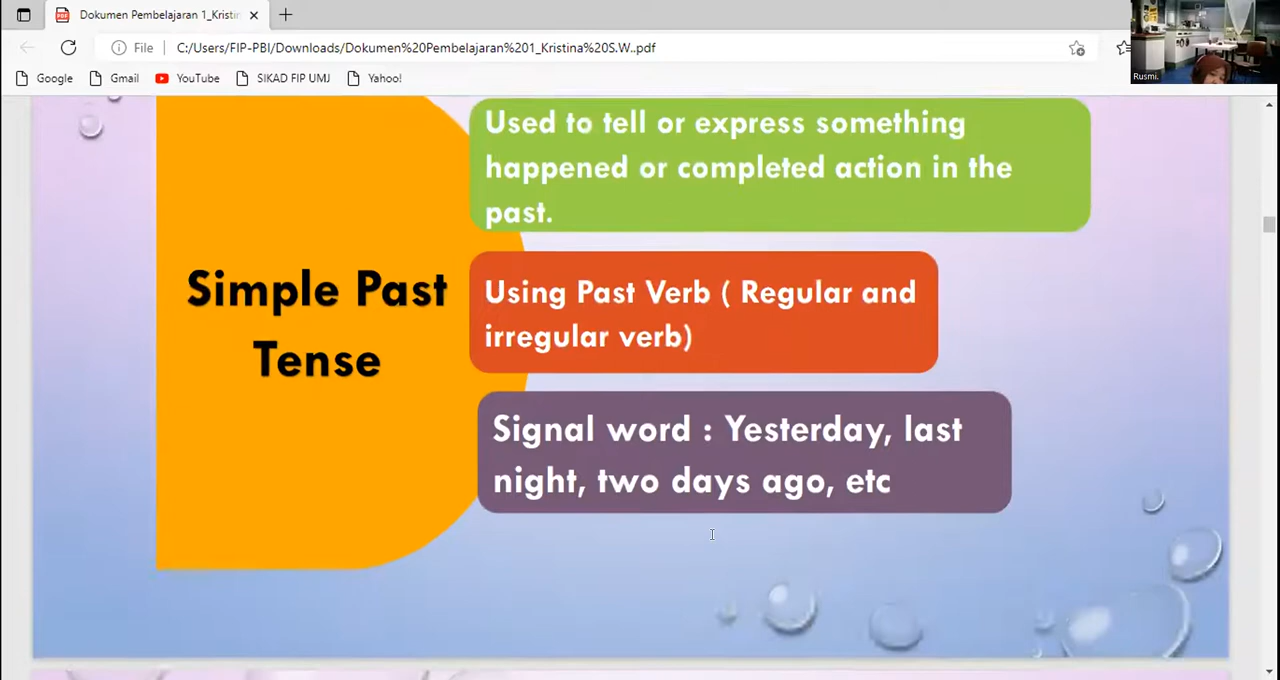 Dokumen Pembelajaran 1_Kristin
File
C:/Users/FIP-PBI/Downloads/Dokumen%20Pembelajaran%201_Kristina%20S.W..pdf
Google
Gmail
YouTube
SIKAD FIP UMJ
Yahoo!
Rusmi.
Used to tell or express something
happened or completed action in the
past.
Simple Past
Tense
Using Past Verb ( Regular and
irregular verb)
Signal word : Yesterday, last
night, two days ago, etc